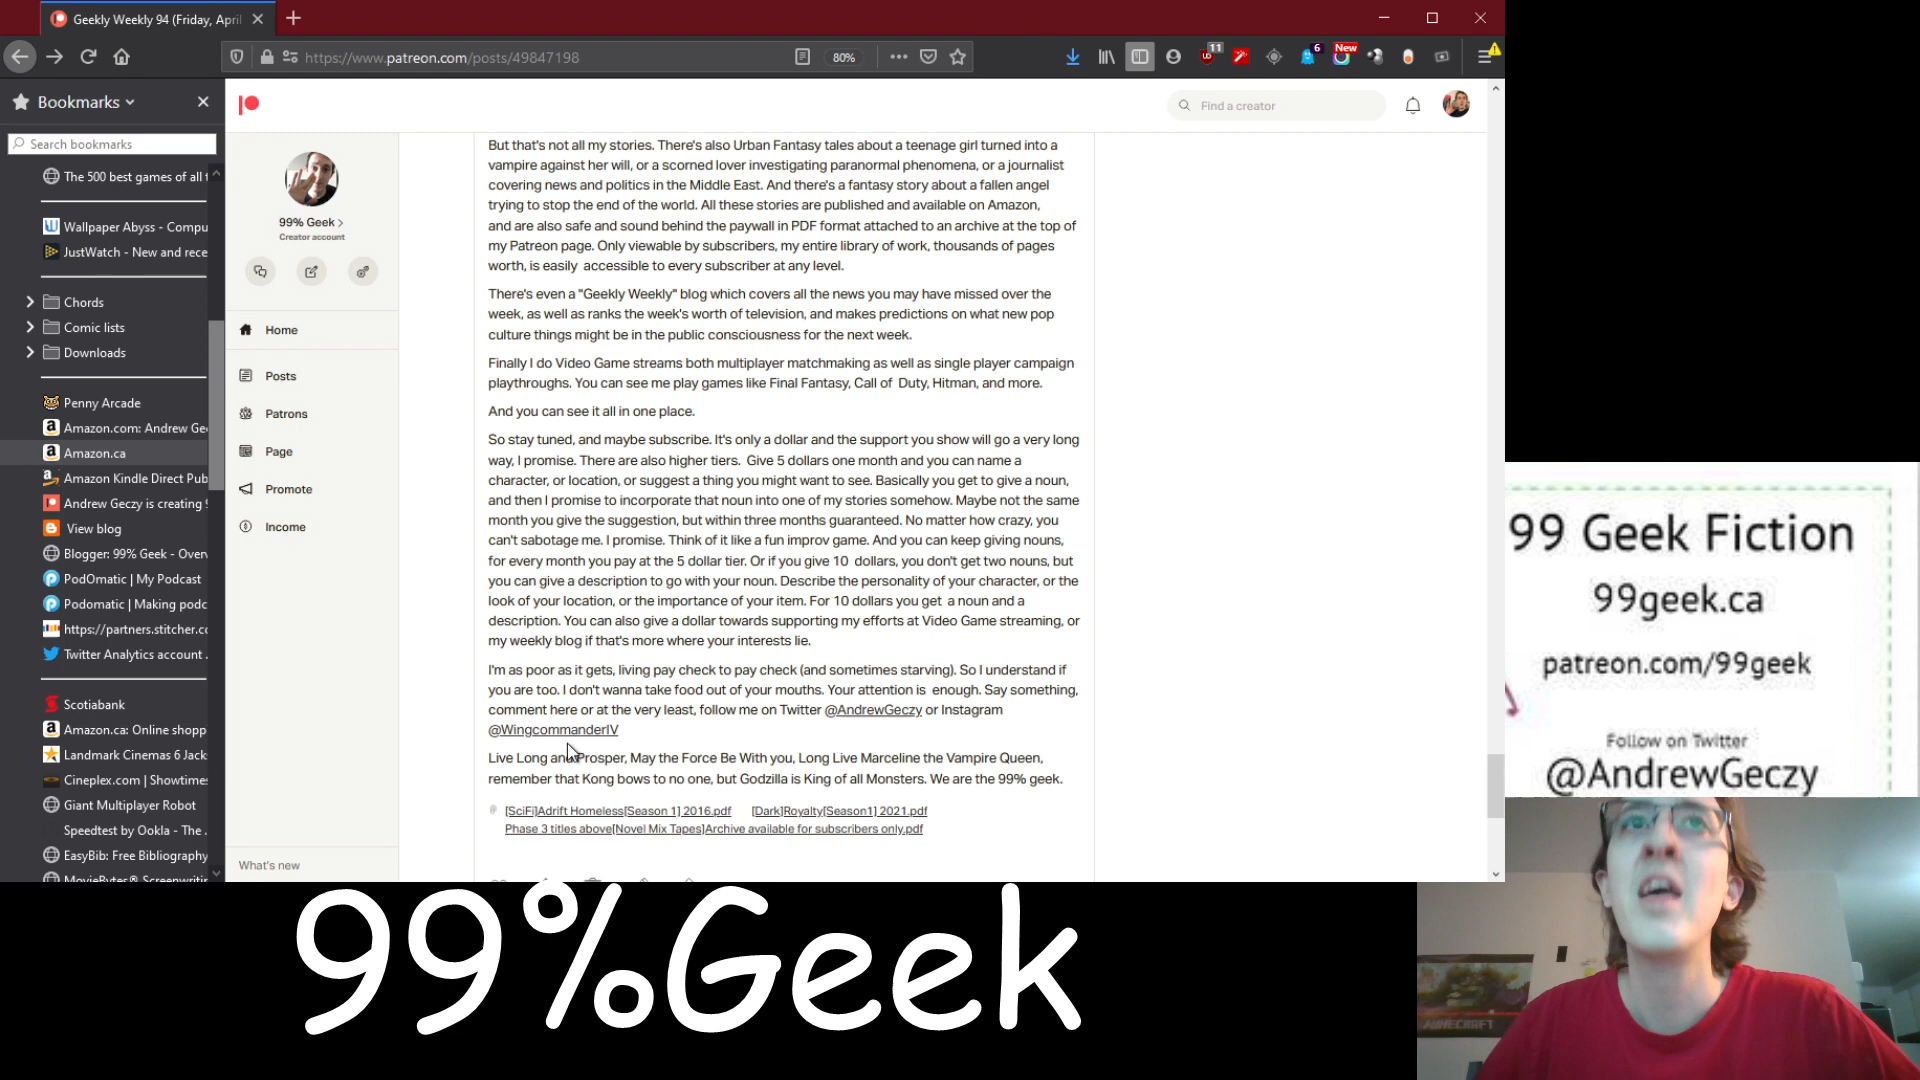 Geekly Weekly 94 (Friday, April
https://www.patreon.com/posts/49847198
80%
11
6
New
Bookmarks
Search bookmarks
The 500 best games of all t
Wallpaper Abyss - Compu
JustWatch - New and rece
Chords
Comic lists
Downloads
Penny Arcade
Amazon.com: Andrew Ge
Amazon.ca
Amazon Kindle Direct Pub
Andrew Geczy is creating 9
View blog
Blogger: 99% Geek - Overv
PodOmatic | My Podcast
Podomatic | Making podc
https://partners.stitcher.co
Twitter Analytics account
Scotiabank
Amazon.ca: Online shopp
Landmark Cinemas 6 Jack
Cineplex.com | Showtime
Giant Multiplayer Robot
Speedtest by Ookla - The
EasyBib: Free Bibliography
MovieBytes® Screenwritin
Find a creator
99% Geek
Creator account
Home
Posts
Patrons
Page
Promote
Income
What's new
But that's not all my stories. There's also Urban Fantasy tales about a teenage girl turned into a
vampire against her will, or a scorned lover investigating paranormal phenomena, or a journalist
covering news and politics in the Middle East. And there's a fantasy story about a fallen angel
trying to stop the end of the world. All these stories are published and available on Amazon,
and are also safe and sound behind the paywall in PDF format attached to an archive at the top of
my Patreon page. Only viewable by subscribers, my entire library of work, thousands of pages
worth, is easily accessible to every subscriber at any level.
There's even a "Geekly Weekly" blog which covers all the news you may have missed over the
week, as well as ranks the week's worth of television, and makes predictions on what new pop
culture things might be in the public consciousness for the next week.
Finally I do Video Game streams both multiplayer matchmaking as well as single player campaign
playthroughs. You can see me play games like Final Fantasy, Call of Duty, Hitman, and more.
And you can see it all in one place.
So stay tuned, and maybe subscribe. It's only a dollar and the support you show will go a very long
way, I promise. There are also higher tiers. Give 5 dollars one month and you can name a
character, or location, or suggest a thing you might want to see. Basically you get to give a noun,
and then I promise to incorporate that noun into one of my stories somehow. Maybe not the same
month you give the suggestion, but within three months guaranteed. No matter how crazy, you
can't sabotage me. I promise. Think of it like a fun improv game. And you can keep giving nouns,
for every month you pay at the 5 dollar tier. Or if you give 10 dollars, you don't get two nouns, but
you can give a description to go with your noun. Describe the personality of your character, or the
look of your location, or the importance of your item. For 10 dollars you get a noun and a
description. You can also give a dollar towards supporting my efforts at Video Game streaming, or
my weekly blog if that's more where your interests lie.
I'm as poor as it gets, living pay check to pay check (and sometimes starving). So I understand if
you are too. I don't wanna take food out of your mouths. Your attention is enough. Say something,
comment here or at the very least, follow me on Twitter @AndrewGeczy or Instagram
@WingcommanderIV
Live Long and Prosper, May the Force Be With you, Long Live Marceline the Vampire Queen,
remember that Kong bows to no one, but Godzilla is King of all Monsters. We are the 99% geek.
[SciFi]Adrift Homeless[Season 1] 2016.pdf [Dark]Royalty[Season1] 2021.pdf
Phase 3 titles above[Novel Mix Tapes]Archive available for subscribers only.pdf
99 Geek Fiction
99geek.ca
patreon.com/99geek
Follow on Twitter
@AndrewGeczy
99%Geek
MINECRAFT